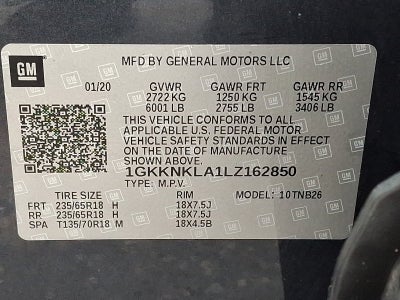 GM
MFD BY GENERAL MOTORS LLC
01/20 GVWR GAWR FRT GAWR RR
2722 KG 1250 KG 1545 KG
6001 LB 2755 LB 3406 LB
THIS VEHICLE CONFORMS TO ALL
APPLICABLE U.S. FEDERAL MOTOR
VEHICLE SAFETY STANDARDS IN EFFECT
ON THE DATE OF MANUFACTURE
SHOWN ABOVE.
1GKKNKLA1LZ162850
TYPE: M.P.V.
TIRE SIZE RIM MODEL: 10TNB26
FRT 235/65R18 H 18X7.5J
RR 235/65R18 H 18X7.5J
SPA T135/70R18 M 18X4.5B